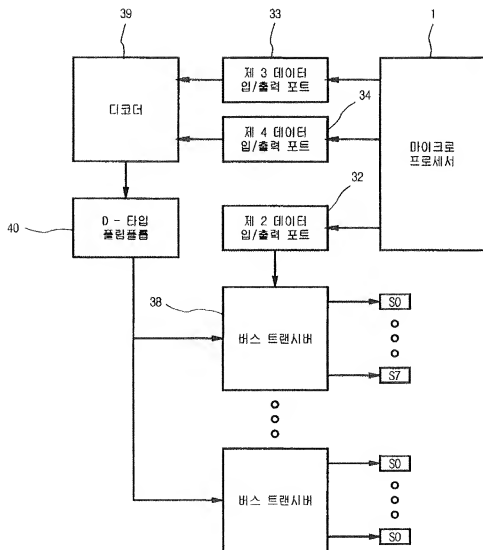 39
33
1
제 3 데이터
입/출력 포트
34
디코더
제 4 데이터
입/출력 포트
마이크로
프로세서
32
D - 타입
플립플롭
40
제 2 데이터
입/출력 포트
38
버스 트랜시버
S0
S7
버스 트랜시버
S0
S0